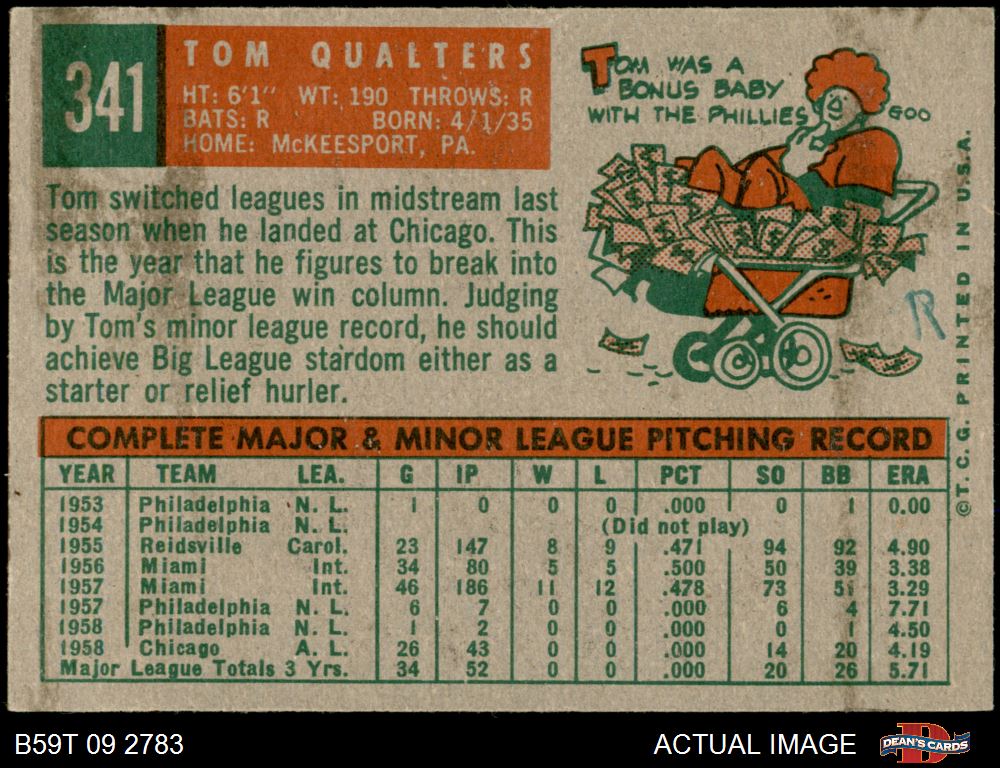 341
TOM QUALTERS
HT: 6'1" WT: 190 THROWS: R
BATS: R BORN: 4/1/35
HOME: McKEESPORT, PA.
TOM WAS A
BONUS BABY
WITH THE PHILLIES
GOO
Tom switched leagues in midstream last
season when he landed at Chicago. This
is the year that he figures to break into
the Major League win column. Judging
by Tom's minor league record, he should
achieve Big League stardom either as a
starter or relief hurler.
R
© T.C.G. PRINTED IN U.S.A.
COMPLETE MAJOR & MINOR LEAGUE PITCHING RECORD
YEAR TEAM LEA. G IP W L PCT SO BB ERA
1953 Philadelphia N. L. 1 0 0 0 .000 0 1 0.00
1954 Philadelphia N. L. (Did not play)
1955 Reidsville Carol. 23 147 8 9 .471 94 92 4.90
1956 Miami Int. 34 80 5 5 .500 50 39 3.38
1957 Miami Int. 46 186 11 12 .478 73 51 3.29
1957 Philadelphia N. L. 6 7 0 0 .000 6 4 7.71
1958 Philadelphia N. L. 1 2 0 0 .000 0 1 4.50
1958 Chicago A. L. 26 43 0 0 .000 14 20 4.19
Major League Totals 3 Yrs. 34 52 0 0 .000 20 26 5.71
B59T 09 2783
ACTUAL IMAGE
DEAN'S CARDS